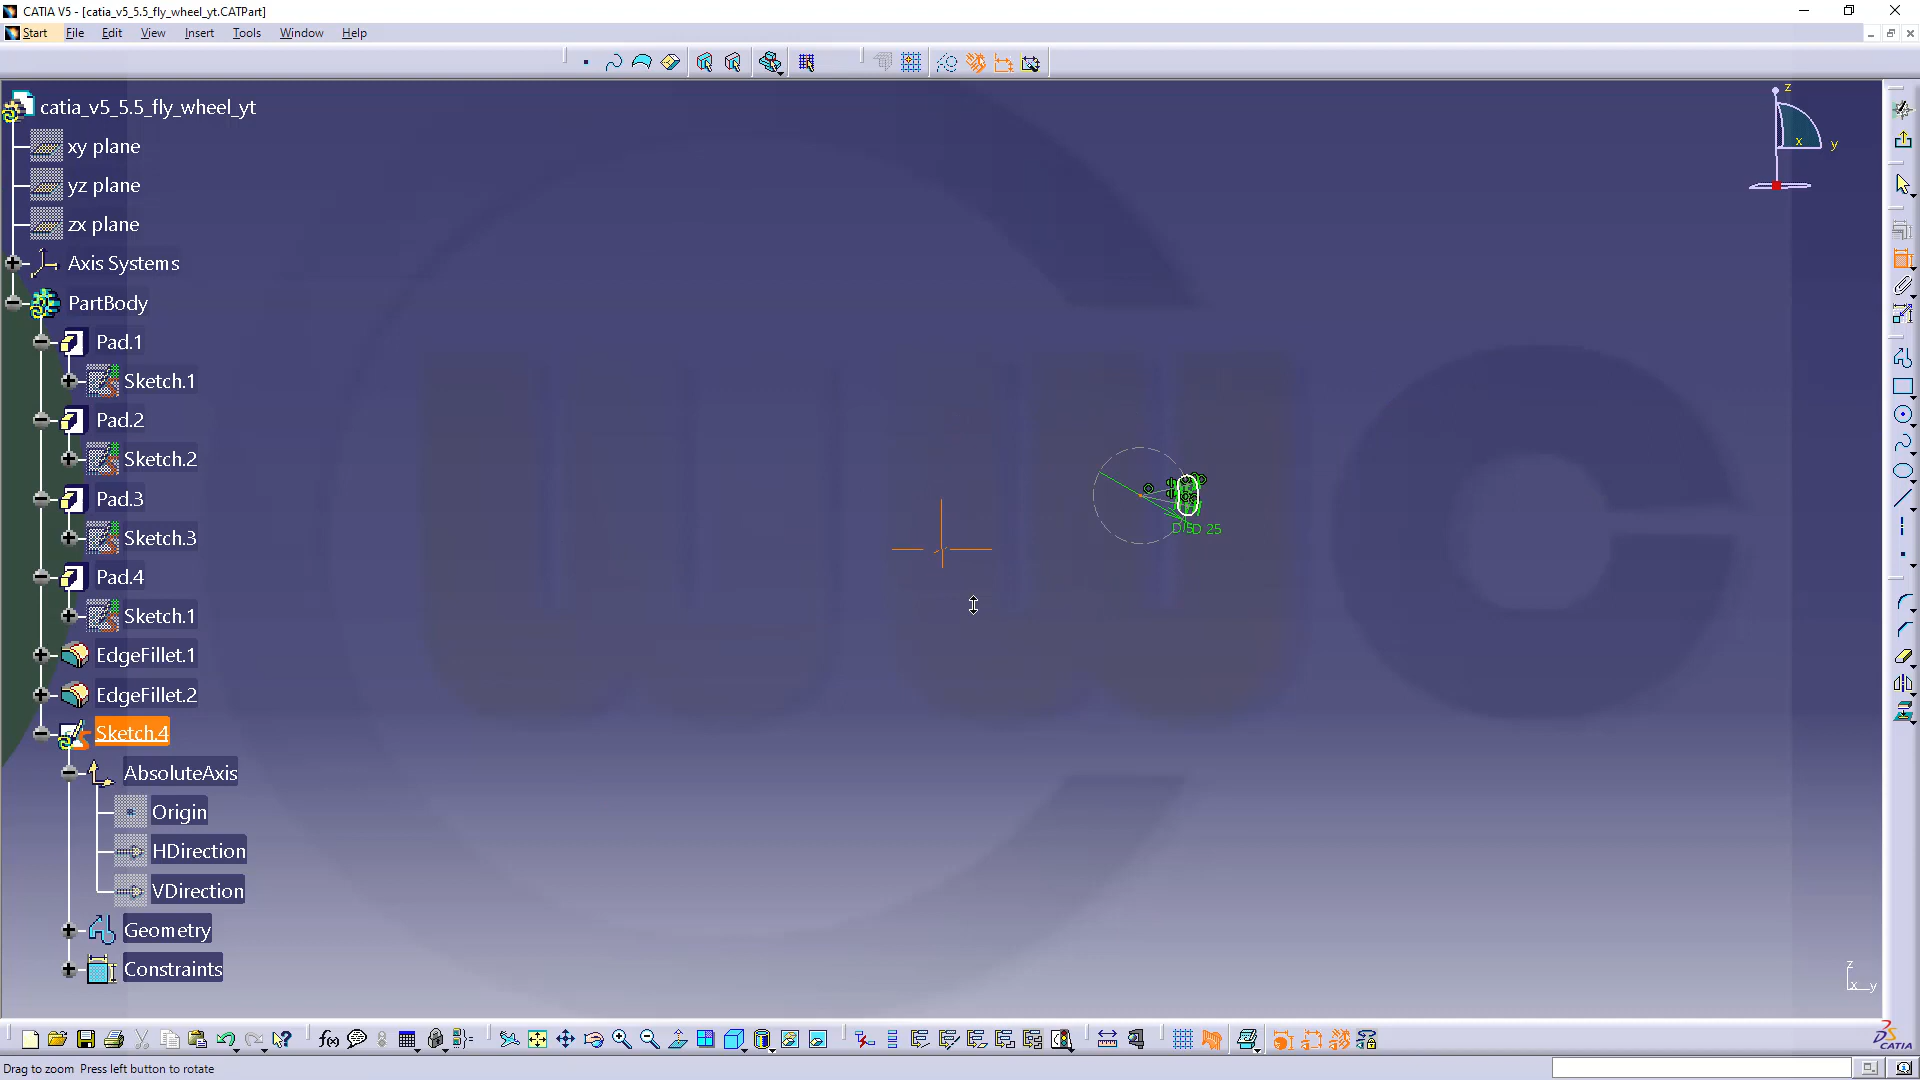 CATIA V5 - [catia_v5_5.5_fly_wheel_yt.CATPart]
Start File Edit View Insert Tools Window Help
catia_v5_5.5_fly_wheel_yt
xy plane
yz plane
zx plane
Axis Systems
PartBody
Pad.1
Sketch.1
Pad.2
Sketch.2
Pad.3
Sketch.3
Pad.4
Sketch.1
EdgeFillet.1
EdgeFillet.2
Sketch.4
AbsoluteAxis
Origin
HDirection
VDirection
Geometry
Constraints
z
x
y
D 25
z
x y
CATIA
Drag to zoom Press left button to rotate